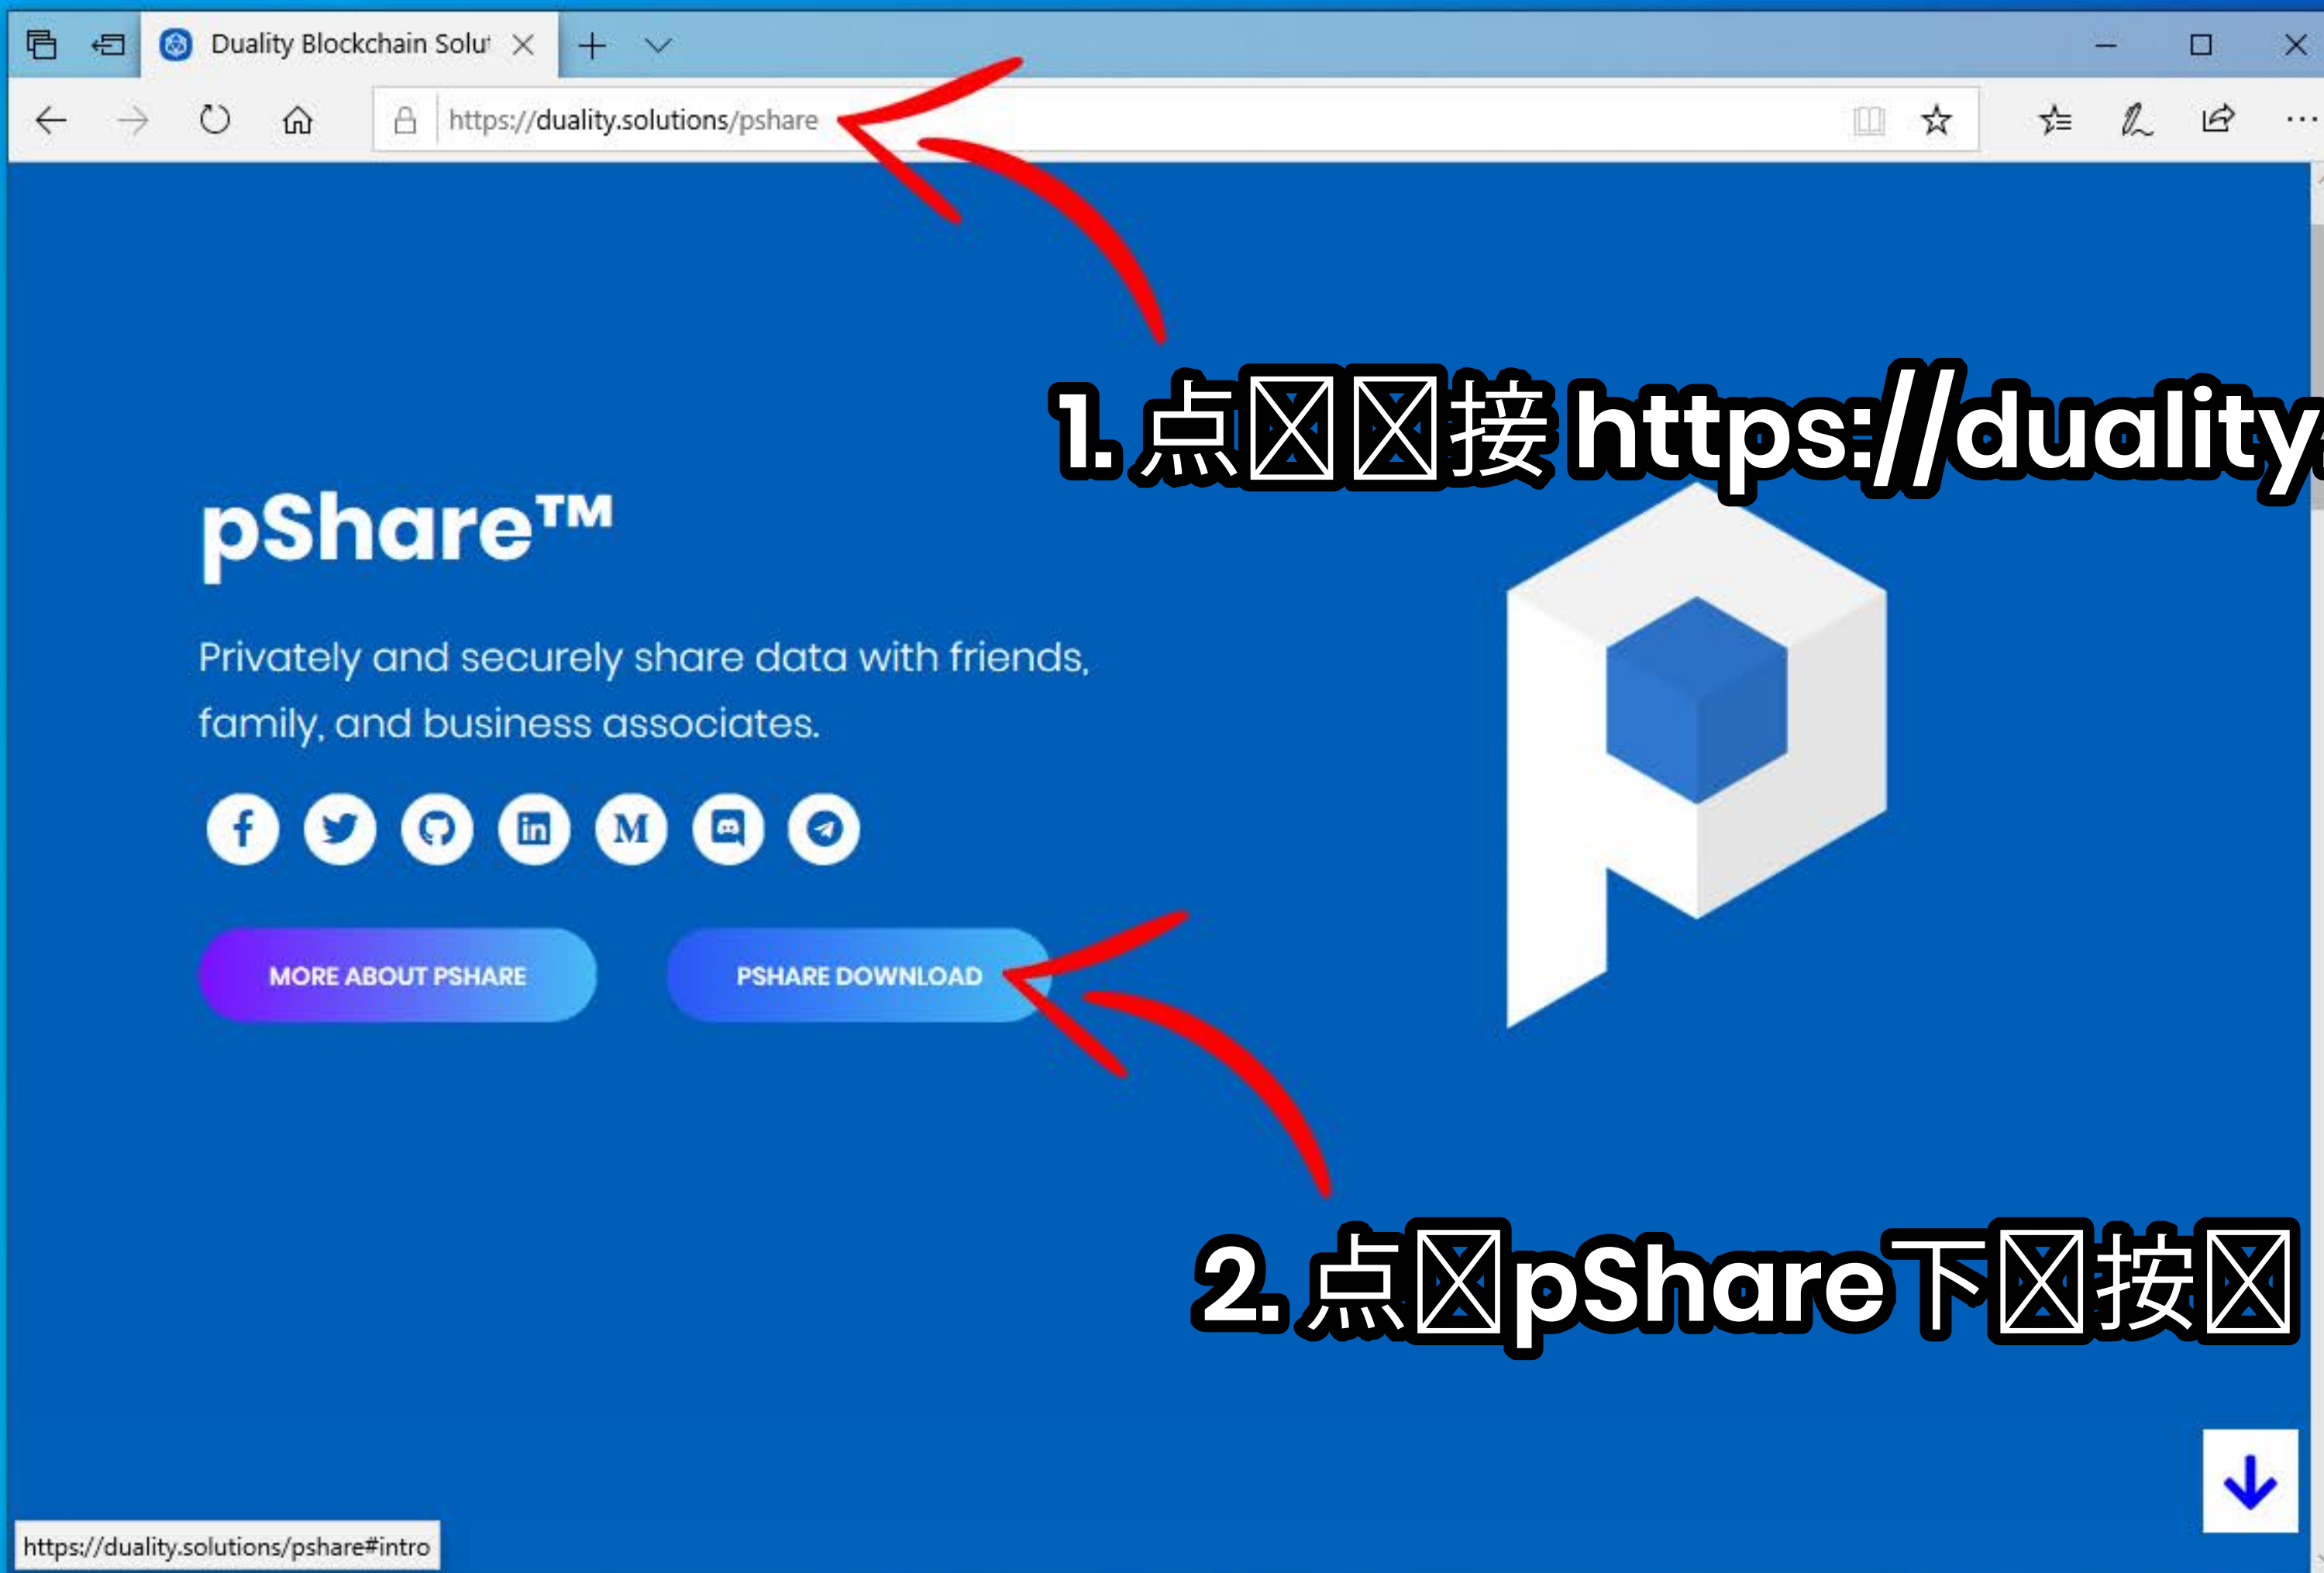 Duality Blockchain Solut
https://duality.solutions/pshare
1. 点接 https://duality.
pShare™
Privately and securely share data with friends,
family, and business associates.
MORE ABOUT PSHARE
PSHARE DOWNLOAD
2. 点pShare下按
https://duality.solutions/pshare#intro